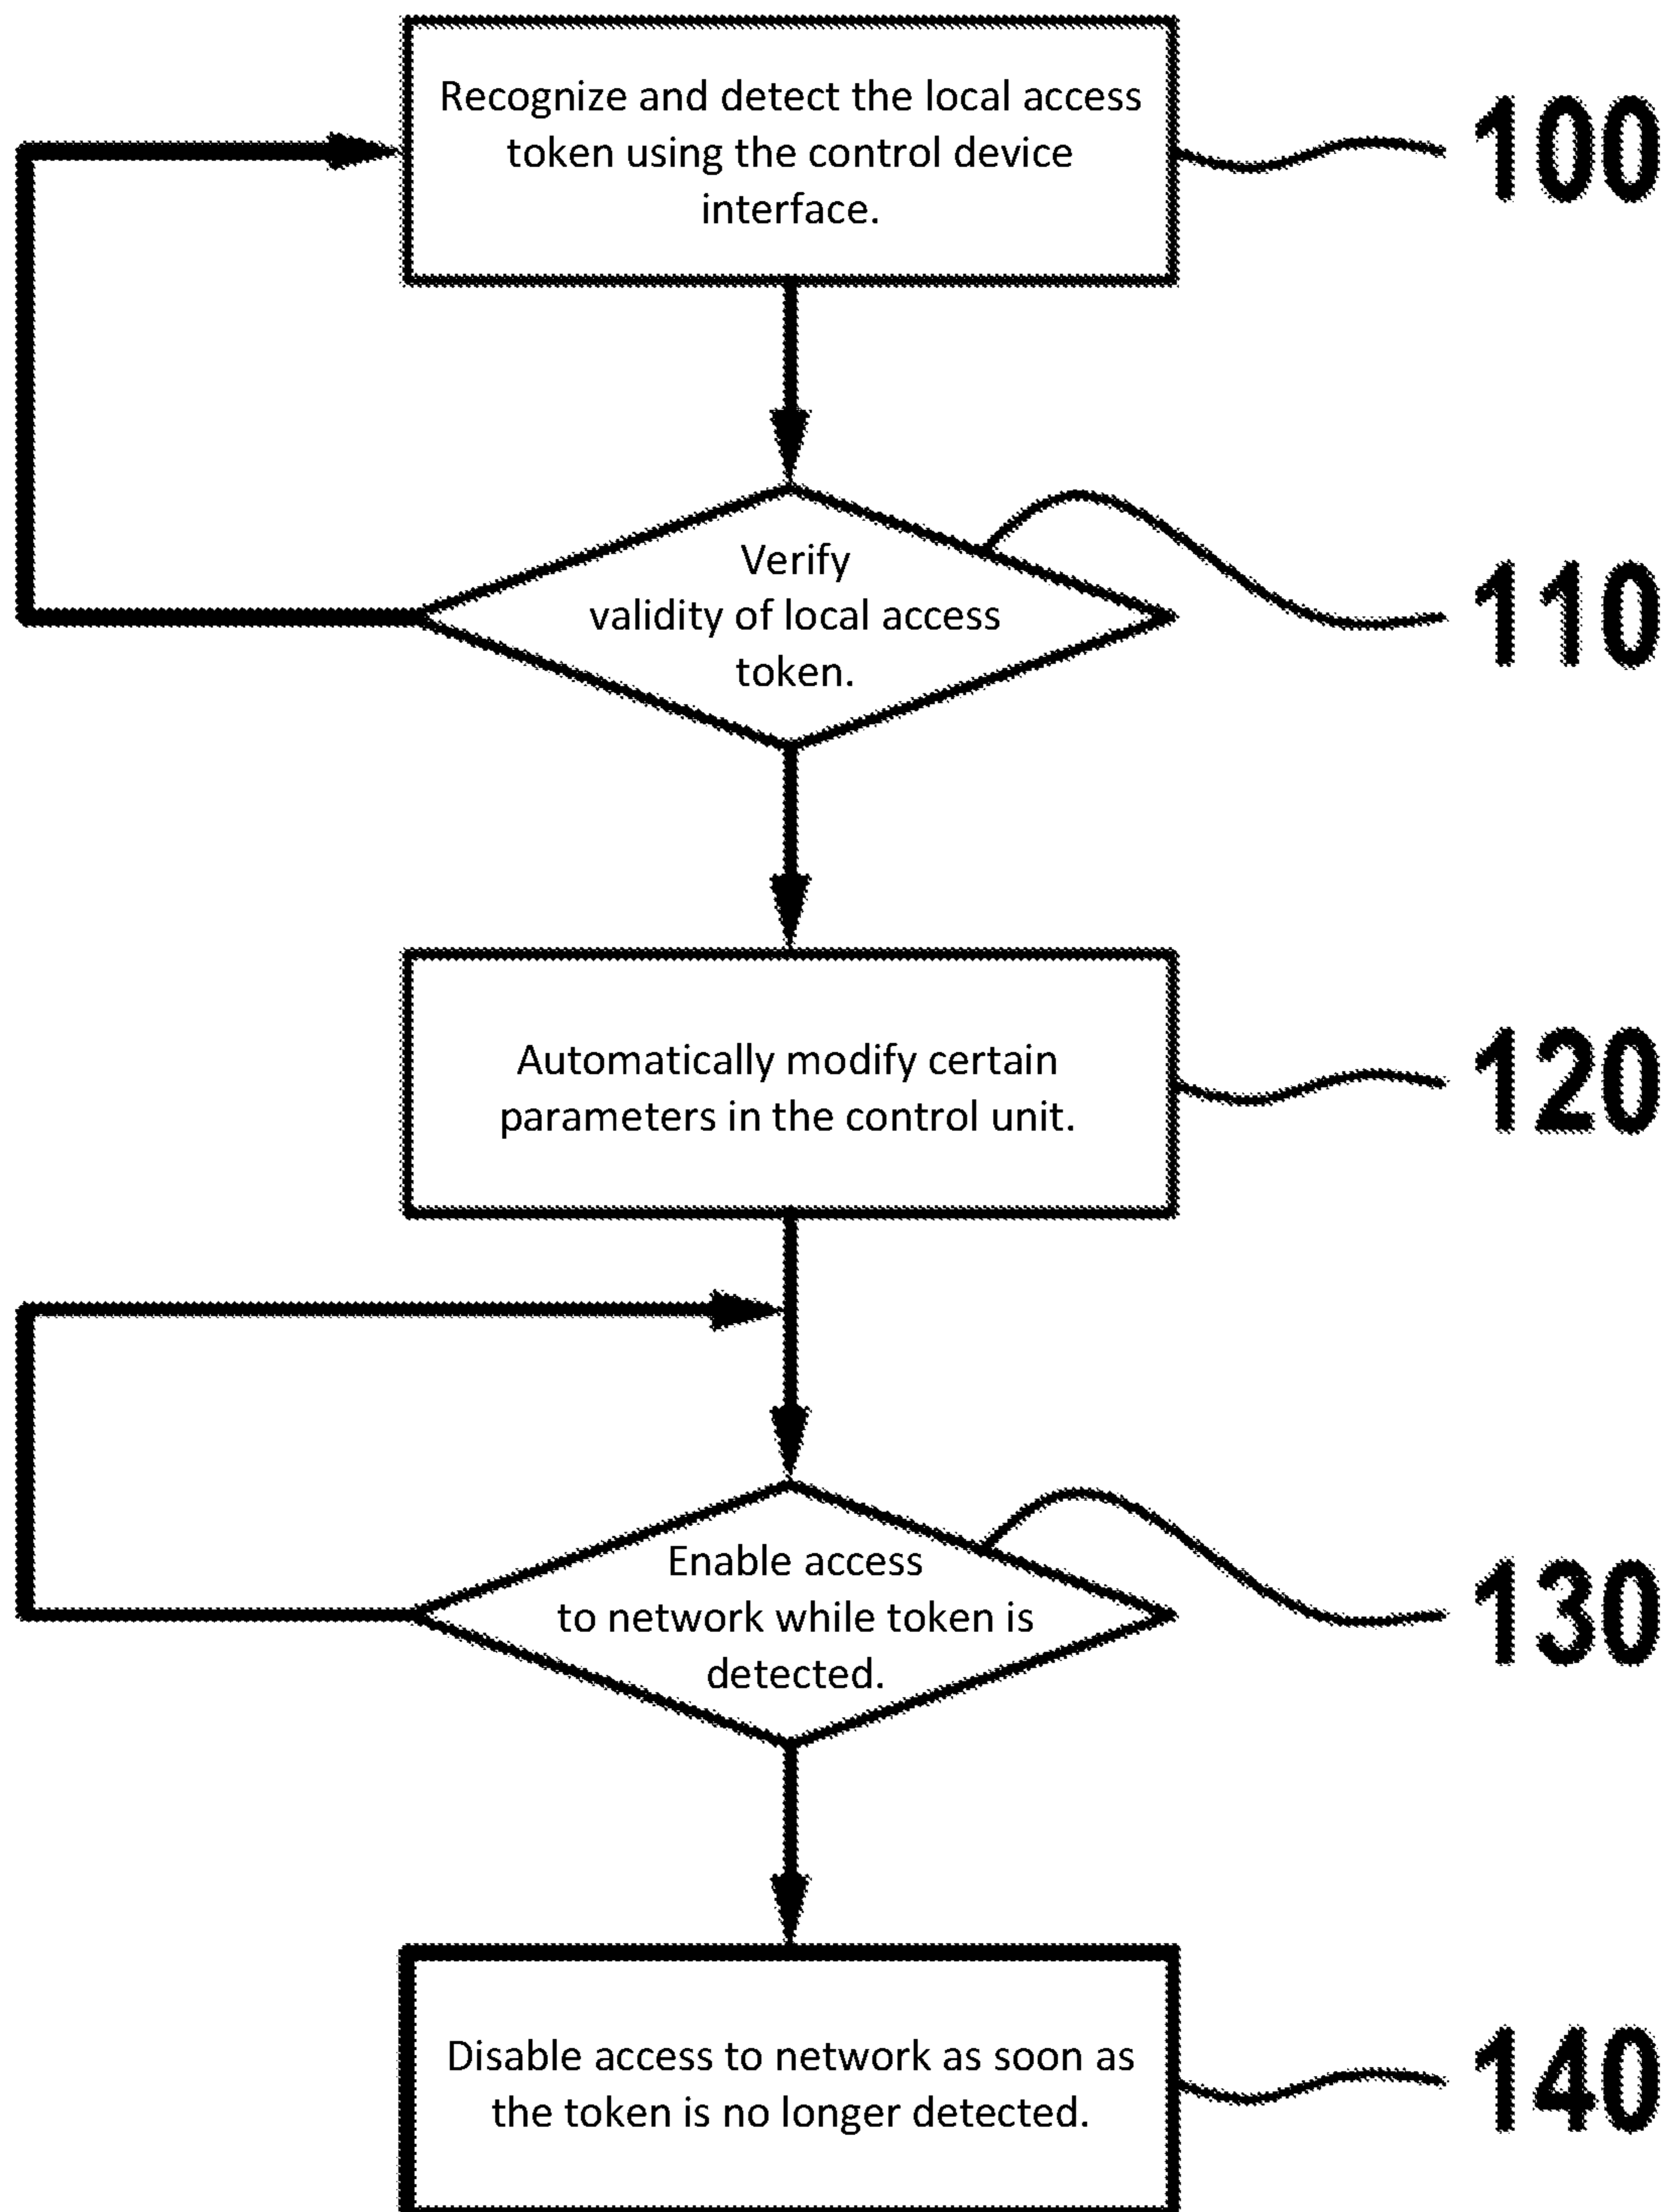 Recognize and detect the local access
token using the control device
interface.
100
Verify
validity of local access
token.
110
Automatically modify certain
parameters in the control unit.
120
Enable access
to network while token is
detected.
130
Disable access to network as soon as
the token is no longer detected.
140